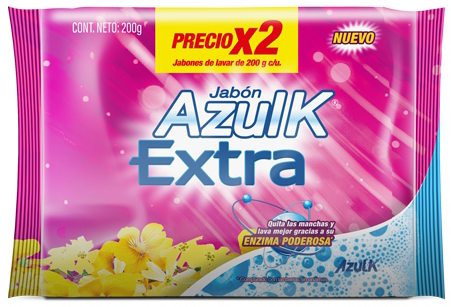 CONT. NETO: 200g
PRECIO X2
Jabones de lavar de 200 g c/u.
NUEVO
Jabón
AzulK
Extra
Quita las manchas y
lava mejor gracias a su
ENZIMA PODEROSA*
AzulK